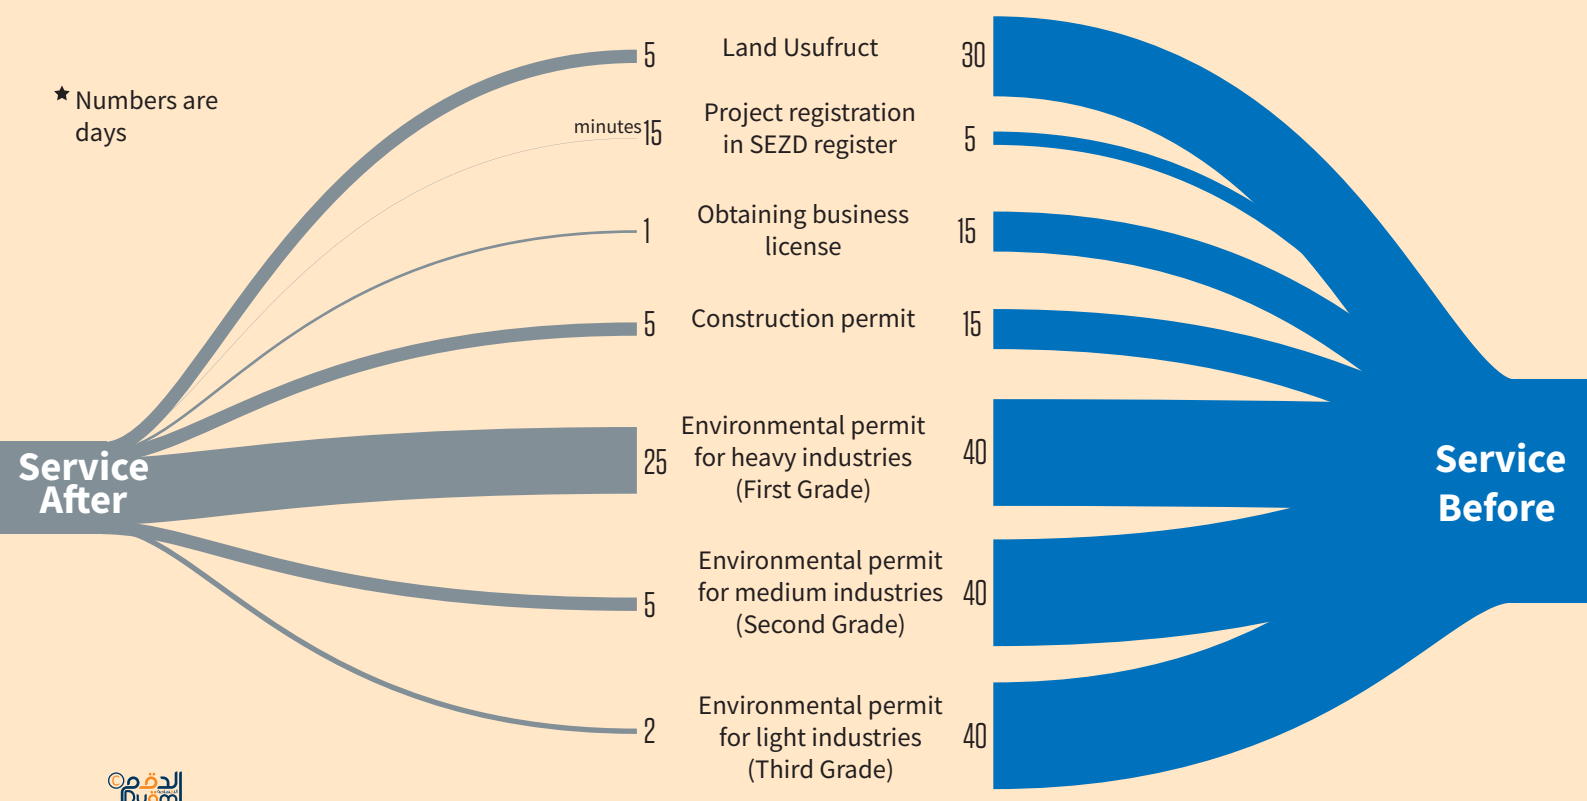 ★ Numbers are
days
5 Land Usufruct 30
minutes 15 Project registration 5
in SEZD register
1 Obtaining business 15
license
5 Construction permit 15
Environmental permit
25 for heavy industries 40
(First Grade)
Service
After
Service
Before
Environmental permit
5 for medium industries 40
(Second Grade)
Environmental permit
2 for light industries 40
(Third Grade)
الدقم